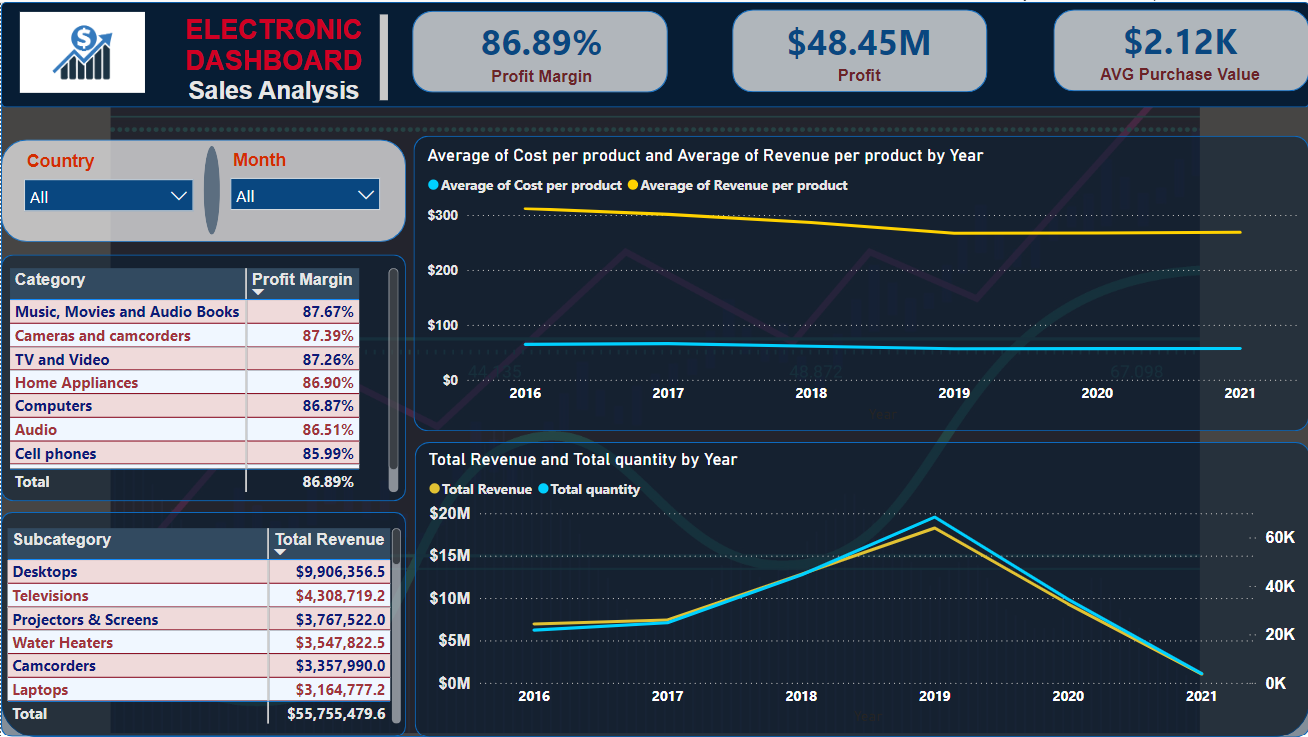 ELECTRONIC
DASHBOARD
Sales Analysis
86.89%
Profit Margin
$48.45M
Profit
$2.12K
AVG Purchase Value
Country
All
Month
All
Category Profit Margin
Music, Movies and Audio Books 87.67%
Cameras and camcorders 87.39%
TV and Video 87.26%
Home Appliances 86.90%
Computers 86.87%
Audio 86.51%
Cell phones 85.99%
Total 86.89%
Subcategory Total Revenue
Desktops $9,906,356.5
Televisions $4,308,719.2
Projectors & Screens $3,767,522.0
Water Heaters $3,547,822.5
Camcorders $3,357,990.0
Laptops $3,164,777.2
Total $55,755,479.6
Average of Cost per product and Average of Revenue per product by Year
Average of Cost per product Average of Revenue per product
$300
$200
$100
$0
44,135 48,872 67,098
2016 2017 2018 2019 2020 2021
Year
Total Revenue and Total quantity by Year
Total Revenue Total quantity
$20M
$15M
$10M
$5M
$0M
60K
40K
20K
0K
2016 2017 2018 2019 2020 2021
Year